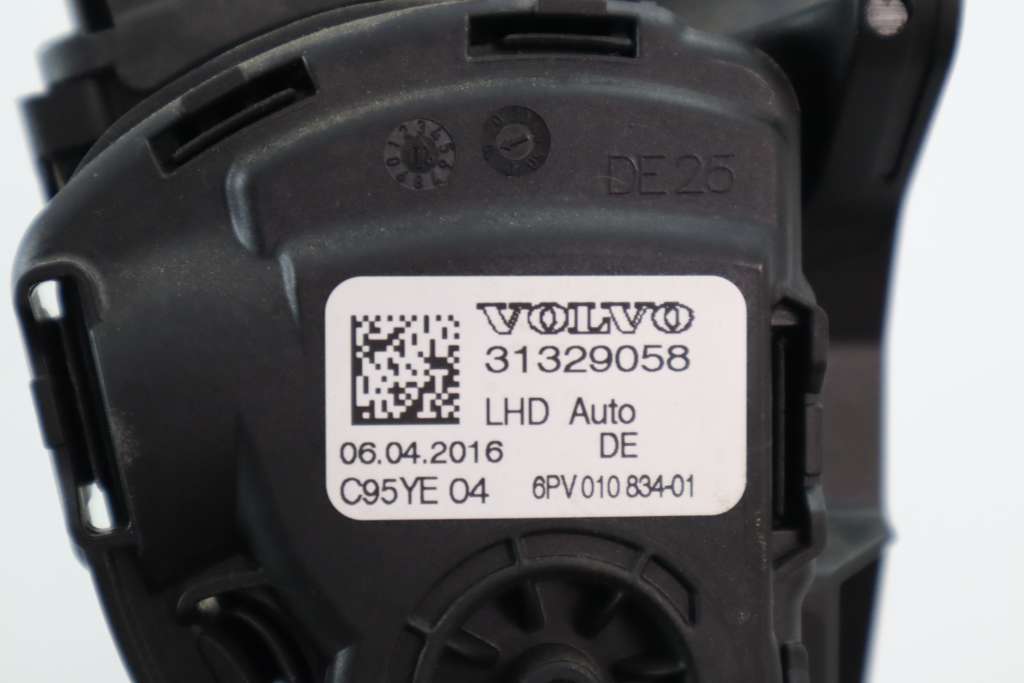 DE25
VOLVO
31329058
LHD Auto
06.04.2016 DE
C95YE 04 6PV 010 834-01